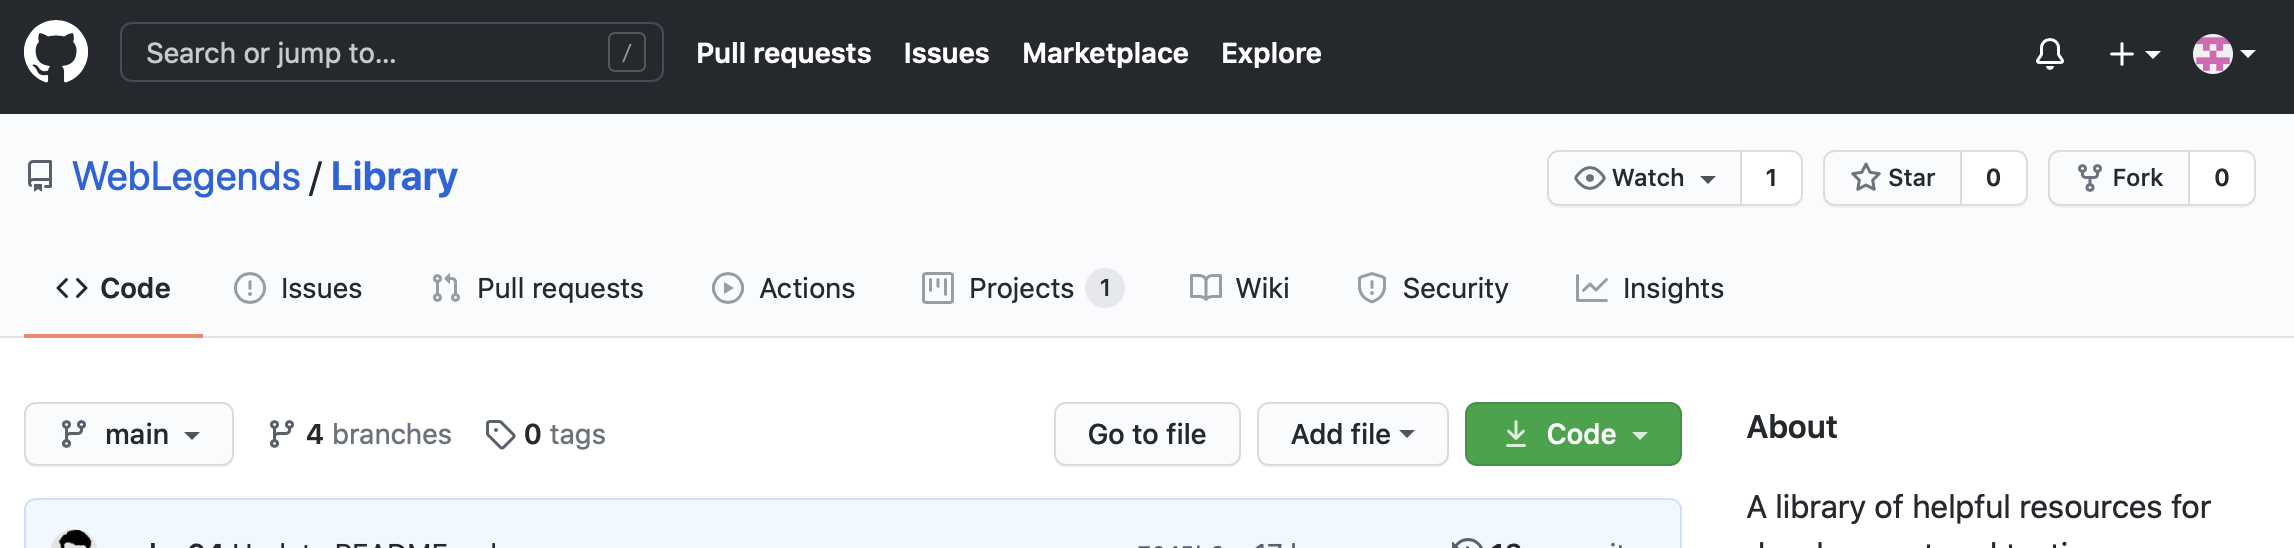 Search or jump to... /
Pull requests Issues Marketplace Explore
WebLegends / Library
Watch 1 Star 0 Fork 0
Code Issues Pull requests Actions Projects 1 Wiki Security Insights
main 4 branches 0 tags Go to file Add file Code
About
A library of helpful resources for